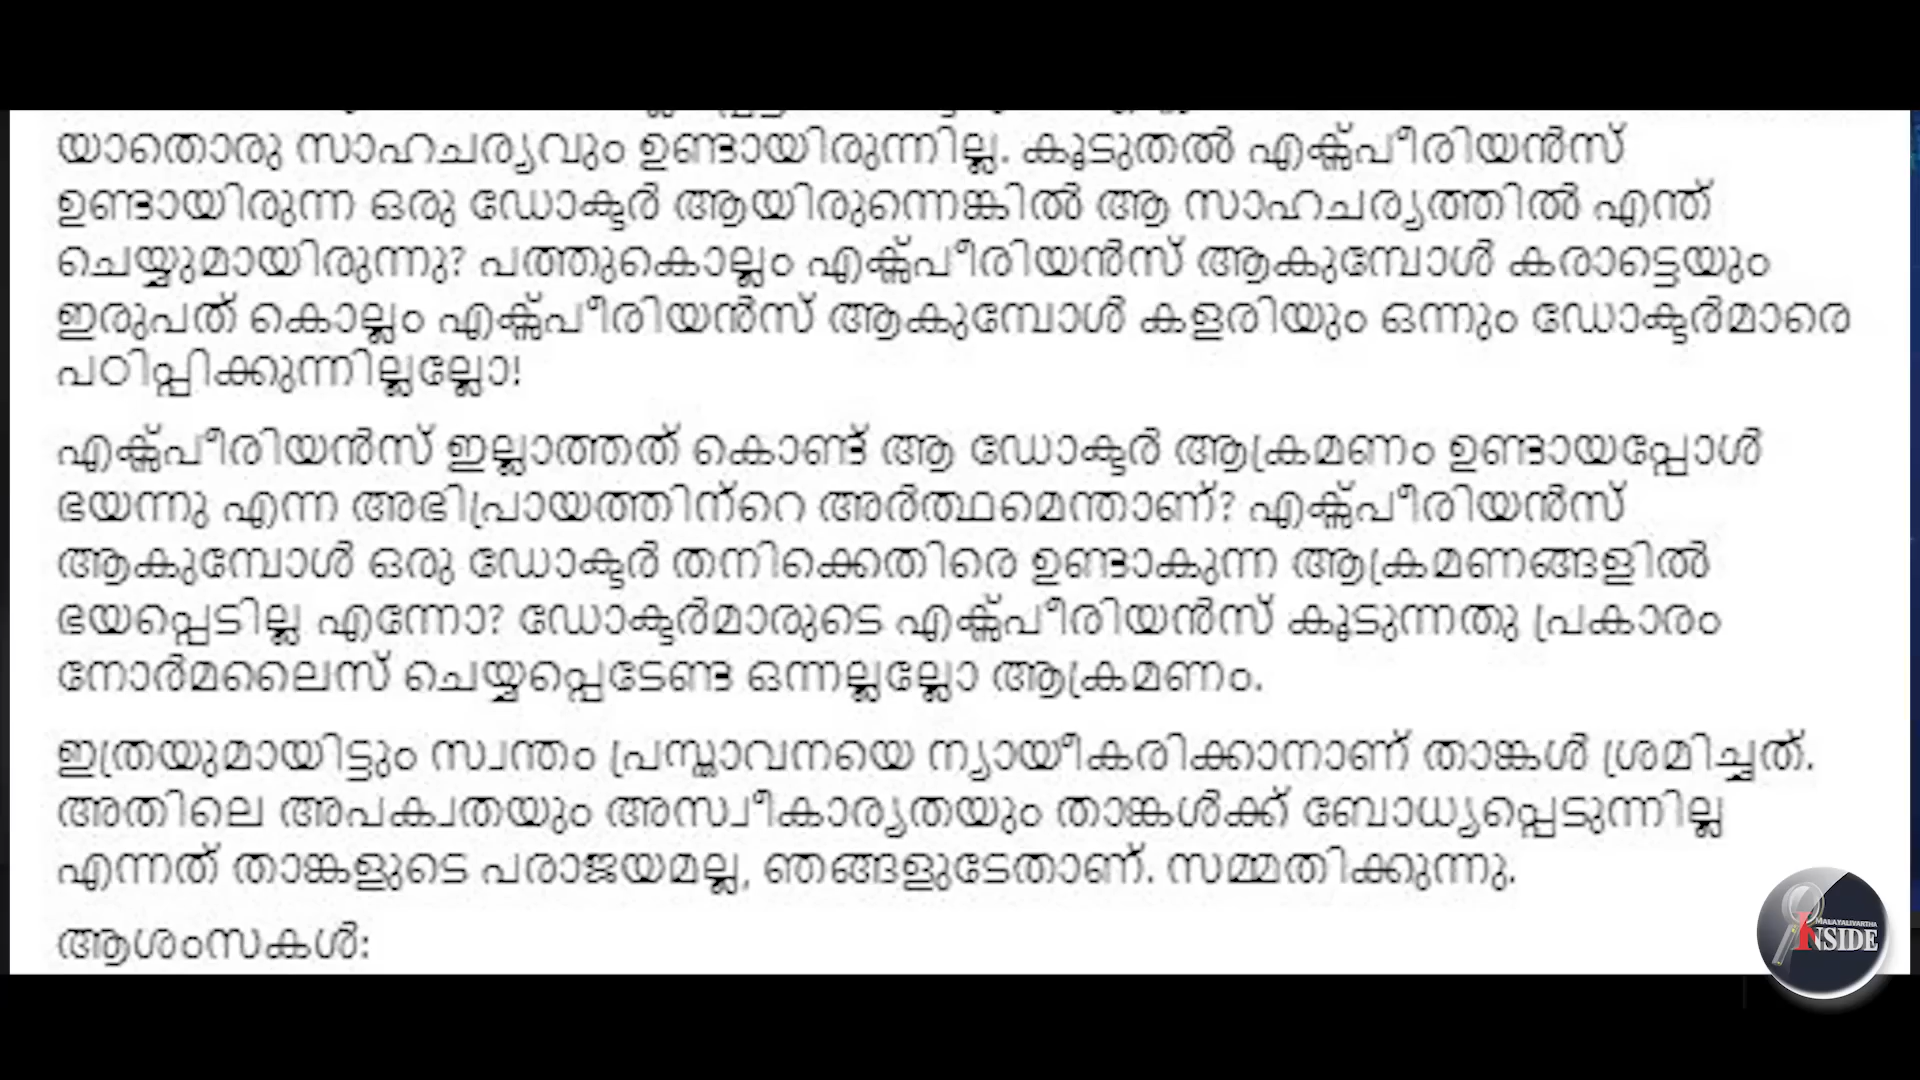 യാതൊരു സാഹചര്യവും ഉണ്ടായിരുന്നില്ല. കൂടുതൽ എക്സ്പീരിയൻസ്
ഉണ്ടായിരുന്ന ഒരു ഡോക്ടർ ആയിരുന്നെങ്കിൽ ആ സാഹചര്യത്തിൽ എന്ത്
ചെയ്യുമായിരുന്നു? പത്തുകൊല്ലം എക്സ്പീരിയൻസ് ആകുമ്പോൾ കരാട്ടെയും
ഇരുപത് കൊല്ലം എക്സ്പീരിയൻസ് ആകുമ്പോൾ കളരിയും ഒന്നും ഡോക്ടർമാരെ
പഠിപ്പിക്കുന്നില്ലല്ലോ!
എക്സ്പീരിയൻസ് ഇല്ലാത്തത് കൊണ്ട് ആ ഡോക്ടർ ആക്രമണം ഉണ്ടായപ്പോൾ
ഭയന്നു എന്ന അഭിപ്രായത്തിന്റെ അർത്ഥമെന്താണ്? എക്സ്പീരിയൻസ്
ആകുമ്പോൾ ഒരു ഡോക്ടർ തനിക്കെതിരെ ഉണ്ടാകുന്ന ആക്രമണങ്ങളിൽ
ഭയപ്പെടില്ല എന്നോ? ഡോക്ടർമാരുടെ എക്സ്പീരിയൻസ് കൂടുന്നതു പ്രകാരം
നോർമലൈസ് ചെയ്യപ്പെടേണ്ട ഒന്നല്ലല്ലോ ആക്രമണം.
ഇത്രയുമായിട്ടും സ്വന്തം പ്രസ്താവനയെ ന്യായീകരിക്കാനാണ് താങ്കൾ ശ്രമിച്ചത്.
അതിലെ അപക്വതയും അസ്വീകാര്യതയും താങ്കൾക്ക് ബോധ്യപ്പെടുന്നില്ല
എന്നത് താങ്കളുടെ പരാജയമല്ല, ഞങ്ങളുടേതാണ്. സമ്മതിക്കുന്നു.
ആശംസകൾ:
MALAYALIVARTHA
INSIDE